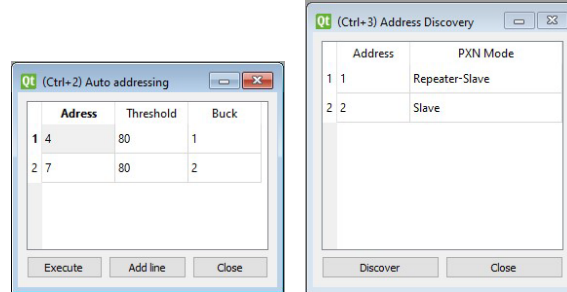 Qt (Ctrl+2) Auto addressing
Adress Threshold Buck
1 4 80 1
2 7 80 2
Execute Add line Close
Qt (Ctrl+3) Address Discovery
Address PXN Mode
1 1 Repeater-Slave
2 2 Slave
Discover Close